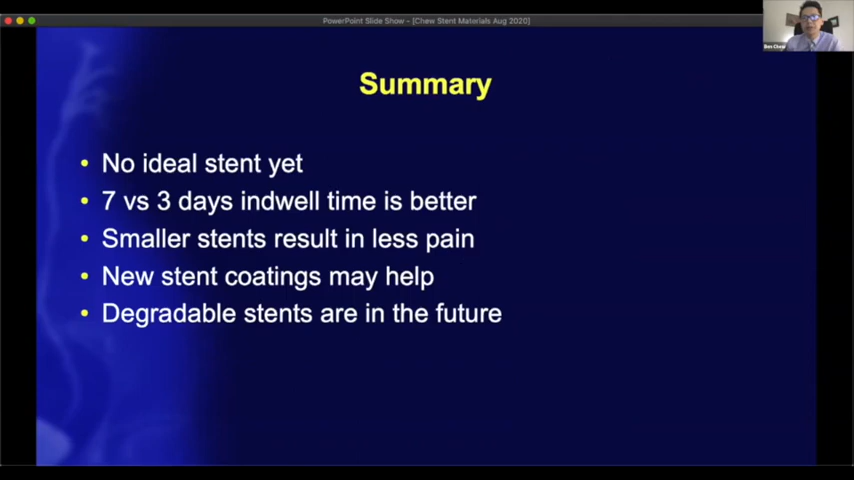 PowerPoint Slide Show - [Chew Stent Materials Aug 2020]
Ben Chew
Summary
• No ideal stent yet
• 7 vs 3 days indwell time is better
• Smaller stents result in less pain
• New stent coatings may help
• Degradable stents are in the future